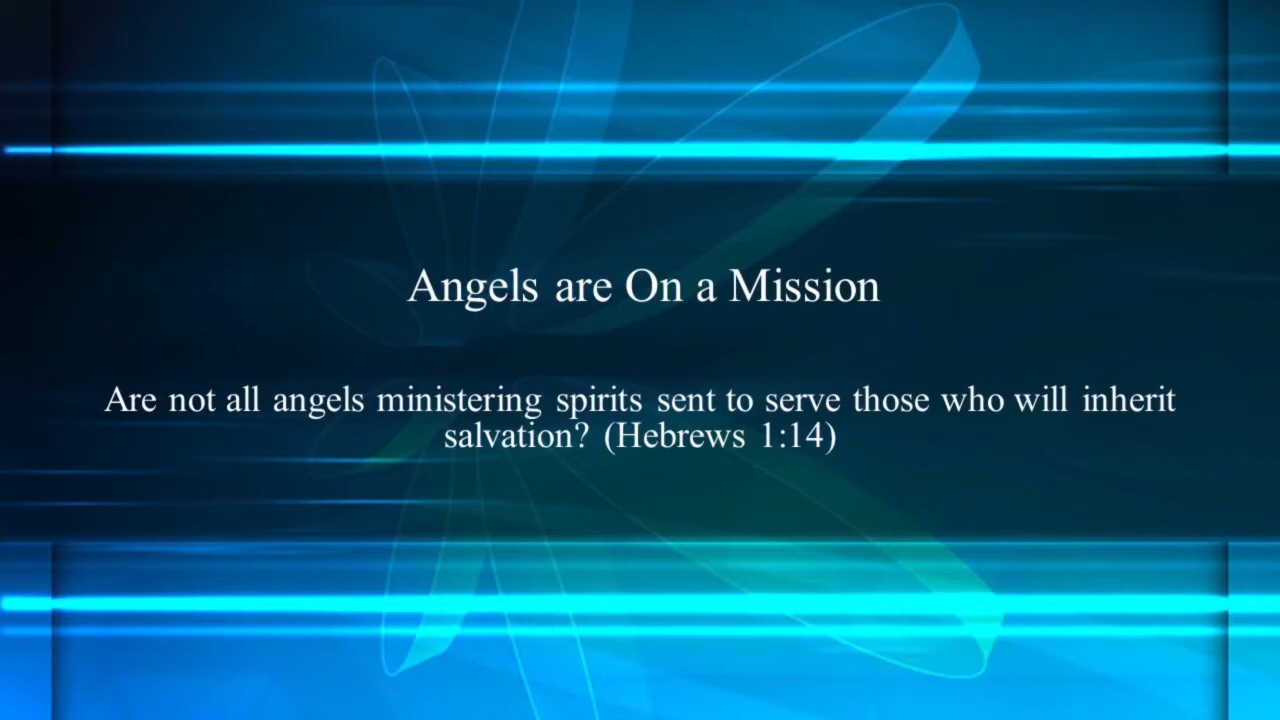 Angels are On a Mission
Are not all angels ministering spirits sent to serve those who will inherit
salvation? (Hebrews 1:14)